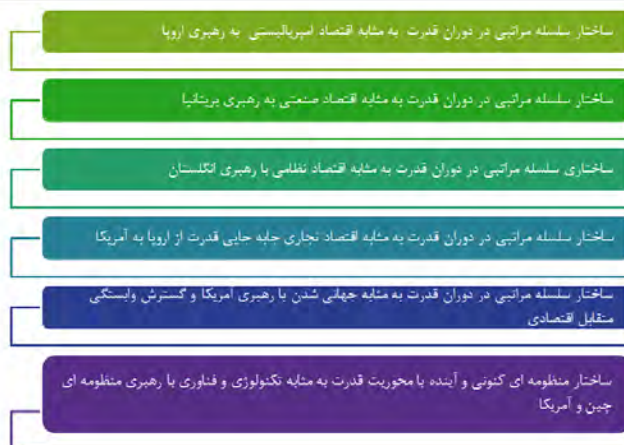 ساختار سلسله مراتبی در دوران قدرت به مثابه اقتصاد امپریالیستی به رهبری اروپا
ساختار سلسله مراتبی در دوران قدرت به مثابه اقتصاد صنعتی به رهبری بریتانیا
ساختاری سلسله مراتبی در دوران قدرت به مثابه اقتصاد نظامی با رهبری انگلستان
ساختار سلسله مراتبی در دوران قدرت به مثابه اقتصاد تجاری جابه جایی قدرت از اروپا به آمریکا
ساختار سلسله مراتبی در دوران قدرت به مثابه جهانی شدن با رهبری آمریکا و گسترش وابستگی
متقابل اقتصادی
ساختار منظومه ای کنونی و آینده با محوریت قدرت به مثابه تکنولوژی و فناوری با رهبری منظومه ای
چین و آمریکا